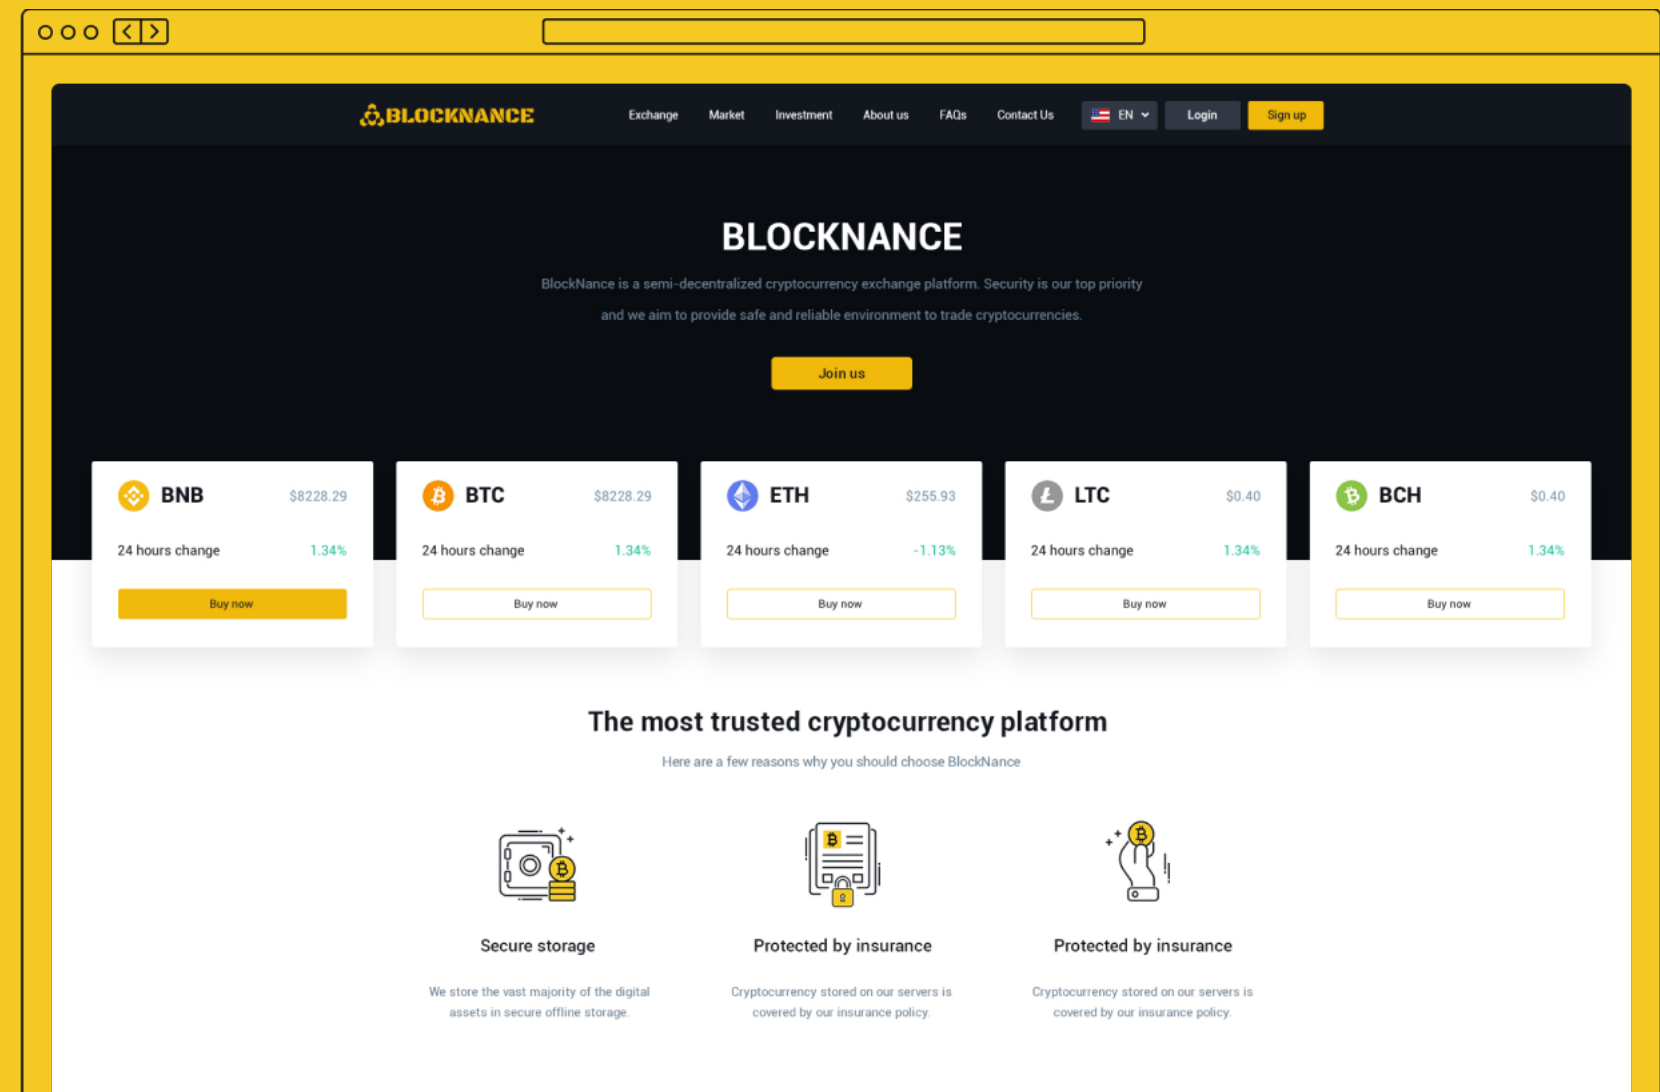 BLOCKNANCE
Exchange Market Investment About us FAQs Contact Us EN Login Sign up
BLOCKNANCE
BlockNance is a semi-decentralized cryptocurrency exchange platform. Security is our top priority
and we aim to provide safe and reliable environment to trade cryptocurrencies.
Join us
BNB $8228.29
24 hours change 1.34%
Buy now
BTC $8228.29
24 hours change 1.34%
Buy now
ETH $255.93
24 hours change -1.13%
Buy now
LTC $0.40
24 hours change 1.34%
Buy now
BCH $0.40
24 hours change 1.34%
Buy now
The most trusted cryptocurrency platform
Here are a few reasons why you should choose BlockNance
Secure storage
We store the vast majority of the digital
assets in secure offline storage.
Protected by insurance
Cryptocurrency stored on our servers is
covered by our insurance policy.
Protected by insurance
Cryptocurrency stored on our servers is
covered by our insurance policy.